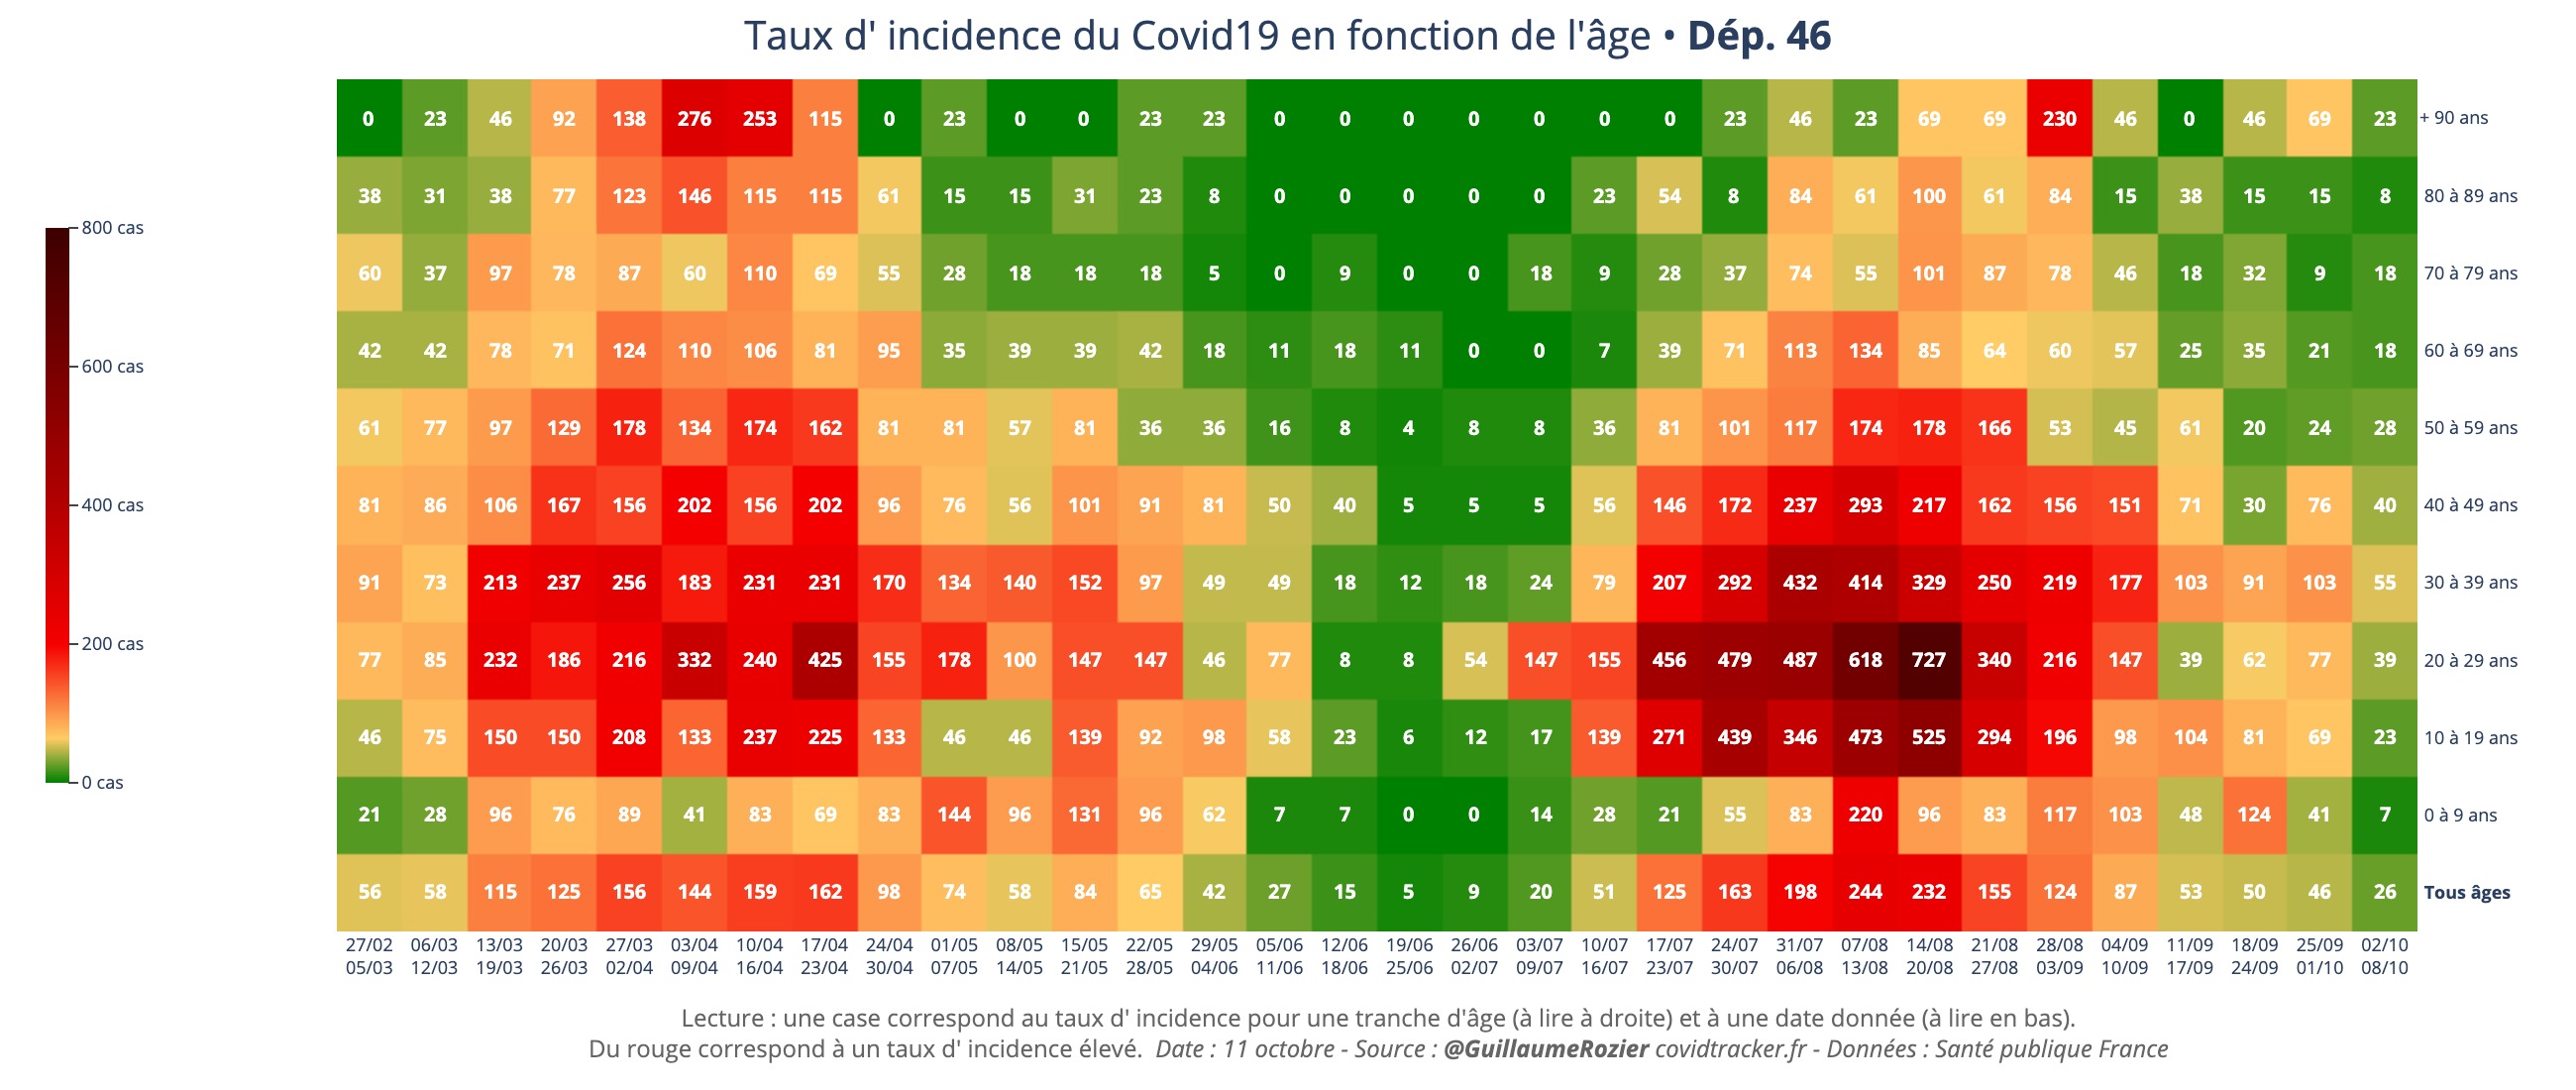 Taux d' incidence du Covid19 en fonction de l'âge • Dép. 46
0 23 46 92 138 276 253 115 0 23 0 0 23 23 0 0 0 0 0 0 0 23 46 23 69 69 230 46 0 46 69 23 + 90 ans
38 31 38 77 123 146 115 115 61 15 15 31 23 8 0 0 0 0 0 23 54 8 84 61 100 61 84 15 38 15 15 8 80 à 89 ans
800 cas
60 37 97 78 87 60 110 69 55 28 18 18 18 5 0 9 0 0 18 9 28 37 74 55 101 87 78 46 18 32 9 18 70 à 79 ans
42 42 78 71 124 110 106 81 95 35 39 39 42 18 11 18 11 0 0 7 39 71 113 134 85 64 60 57 25 35 21 18 60 à 69 ans
600 cas
61 77 97 129 178 134 174 162 81 81 57 81 36 36 16 8 4 8 8 36 81 101 117 174 178 166 53 45 61 20 24 28 50 à 59 ans
81 86 106 167 156 202 156 202 96 76 56 101 91 81 50 40 5 5 5 56 146 172 237 293 217 162 156 151 71 30 76 40 40 à 49 ans
400 cas
91 73 213 237 256 183 231 231 170 134 140 152 97 49 49 18 12 18 24 79 207 292 432 414 329 250 219 177 103 91 103 55 30 à 39 ans
200 cas
77 85 232 186 216 332 240 425 155 178 100 147 147 46 77 8 8 54 147 155 456 479 487 618 727 340 216 147 39 62 77 39 20 à 29 ans
46 75 150 150 208 133 237 225 133 46 46 139 92 98 58 23 6 12 17 139 271 439 346 473 525 294 196 98 104 81 69 23 10 à 19 ans
0 cas
21 28 96 76 89 41 83 69 83 144 96 131 96 62 7 7 0 0 14 28 21 55 83 220 96 83 117 103 48 124 41 7 0 à 9 ans
56 58 115 125 156 144 159 162 98 74 58 84 65 42 27 15 5 9 20 51 125 163 198 244 232 155 124 87 53 50 46 26 Tous âges
27/02 06/03 13/03 20/03 27/03 03/04 10/04 17/04 24/04 01/05 08/05 15/05 22/05 29/05 05/06 12/06 19/06 26/06 03/07 10/07 17/07 24/07 31/07 07/08 14/08 21/08 28/08 04/09 11/09 18/09 25/09 02/10
05/03 12/03 19/03 26/03 02/04 09/04 16/04 23/04 30/04 07/05 14/05 21/05 28/05 04/06 11/06 18/06 25/06 02/07 09/07 16/07 23/07 30/07 06/08 13/08 20/08 27/08 03/09 10/09 17/09 24/09 01/10 08/10
Lecture : une case correspond au taux d' incidence pour une tranche d'âge (à lire à droite) et à une date donnée (à lire en bas).
Du rouge correspond à un taux d' incidence élevé. Date : 11 octobre - Source : @GuillaumeRozier covidtracker.fr - Données : Santé publique France